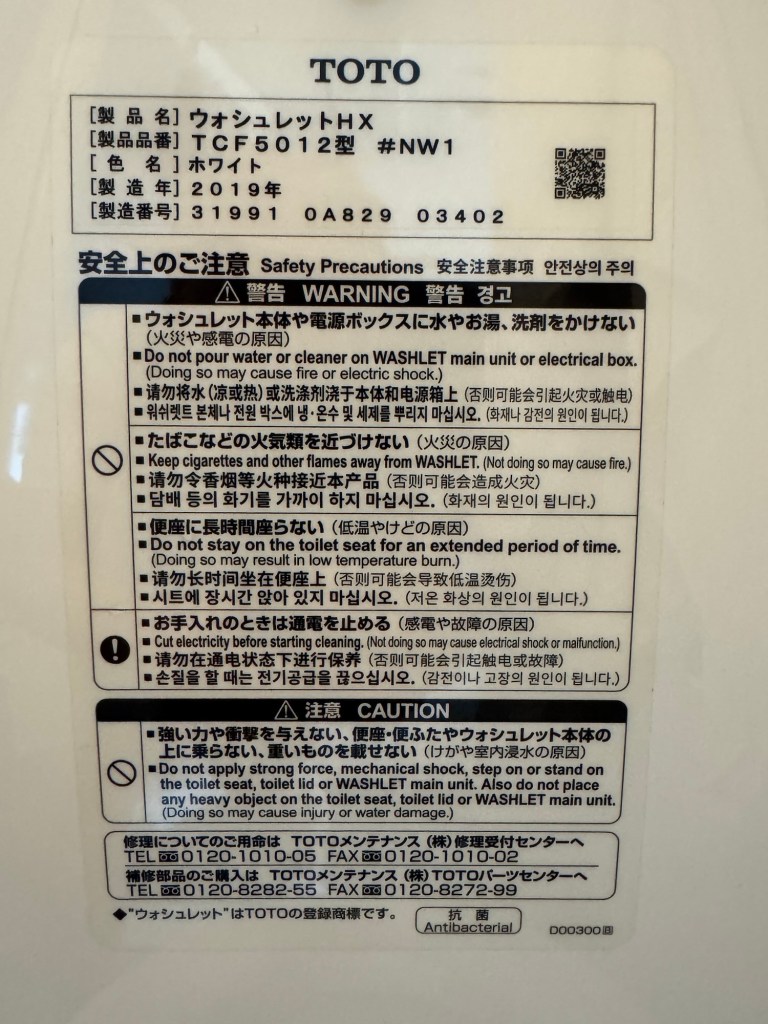 TOTO
[製品名] ウォシュレットHX
[製品品番] TCF5012型 #NW1
[色名] ホワイト
[製造年] 2019年
[製造番号] 31991 0A829 03402
安全上のご注意 Safety Precautions 安全注意事项 안전상의 주의
⚠ 警告 WARNING 警告 경고
■ウォシュレット本体や電源ボックスに水やお湯、洗剤をかけない
(火災や感電の原因)
■Do not pour water or cleaner on WASHLET main unit or electrical box.
(Doing so may cause fire or electric shock.)
■请勿将水(凉或热)或洗涤剂浇于本体和电源箱上 (否则可能会引起火灾或触电)
■워쉬렛트 본체나 전원 박스에 냉·온수 및 세제를 뿌리지 마십시오. (화재나 감전의 원인이 됩니다.)
■たばこなどの火気類を近づけない (火災の原因)
■Keep cigarettes and other flames away from WASHLET. (Not doing so may cause fire.)
■请勿令香烟等火种接近本产品 (否则可能会造成火灾)
■담배 등의 화기를 가까이 하지 마십시오. (화재의 원인이 됩니다.)
■便座に長時間座らない (低温やけどの原因)
■Do not stay on the toilet seat for an extended period of time.
(Doing so may result in low temperature burn.)
■请勿长时间坐在便座上 (否则可能会导致低温烫伤)
■시트에 장시간 앉아 있지 마십시오. (저온 화상의 원인이 됩니다.)
■お手入れのときは通電を止める (感電や故障の原因)
■Cut electricity before starting cleaning. (Not doing so may cause electrical shock or malfunction.)
■请勿在通电状态下进行保养 (否则可能会引起触电或故障)
■손질을 할 때는 전기공급을 끊으십시오. (감전이나 고장의 원인이 됩니다.)
⚠ 注意 CAUTION
■強い力や衝撃を与えない、便座・便ふたやウォシュレット本体の
上に乗らない、重いものを載せない (けがや室内浸水の原因)
■Do not apply strong force, mechanical shock, step on or stand on
the toilet seat, toilet lid or WASHLET main unit. Also do not place
any heavy object on the toilet seat, toilet lid or WASHLET main unit.
(Doing so may cause injury or water damage.)
修理についてのご用命は TOTOメンテナンス(株)修理受付センターへ
TEL 0120-1010-05 FAX 0120-1010-02
補修部品のご購入は TOTOメンテナンス(株)TOTOパーツセンターへ
TEL 0120-8282-55 FAX 0120-8272-99
◆"ウォシュレット"はTOTOの登録商標です。
抗菌
Antibacterial
D00300